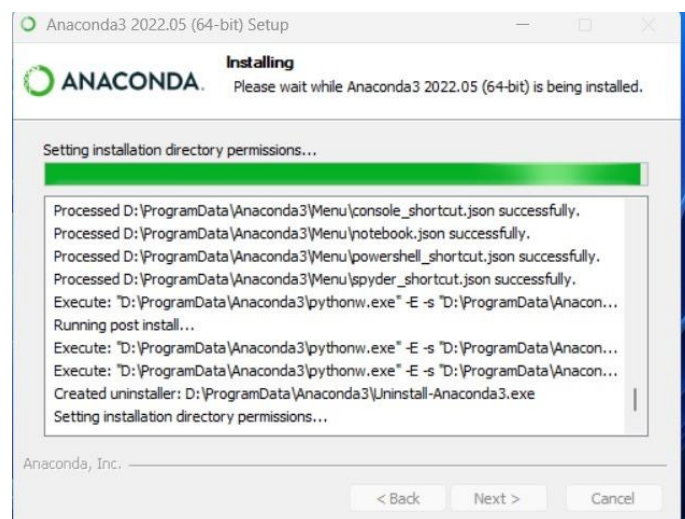 Anaconda3 2022.05 (64-bit) Setup
ANACONDA.
Installing
Please wait while Anaconda3 2022.05 (64-bit) is being installed.
Setting installation directory permissions...
Processed D:\ProgramData\Anaconda3\Menu\console_shortcut.json successfully.
Processed D:\ProgramData\Anaconda3\Menu\notebook.json successfully.
Processed D:\ProgramData\Anaconda3\Menu\powershell_shortcut.json successfully.
Processed D:\ProgramData\Anaconda3\Menu\spyder_shortcut.json successfully.
Execute: "D:\ProgramData\Anaconda3\pythonw.exe" -E -s "D:\ProgramData\Anacon...
Running post install...
Execute: "D:\ProgramData\Anaconda3\pythonw.exe" -E -s "D:\ProgramData\Anacon...
Execute: "D:\ProgramData\Anaconda3\pythonw.exe" -E -s "D:\ProgramData\Anacon...
Created uninstaller: D:\ProgramData\Anaconda3\Uninstall-Anaconda3.exe
Setting installation directory permissions...
Anaconda, Inc.
< Back Next > Cancel